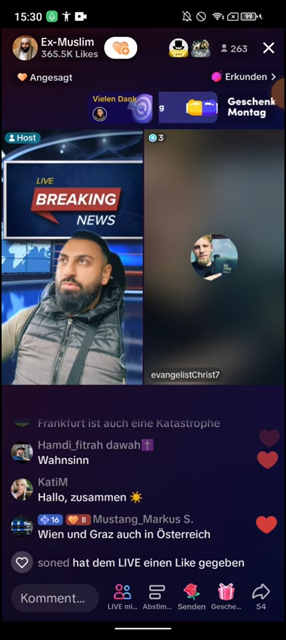 15:30
99
Ex-Muslim
365.5K Likes
263
Angesagt
Erkunden
Vielen Dank
g
Geschenk
Montag
Host
3
LIVE
BREAKING
NEWS
evangelistChrist7
Frankfurt ist auch eine Katastrophe
Hamdi_fitrah dawah
Wahnsinn
KatiM
Hallo, zusammen
16 II Mustang_Markus S.
Wien und Graz auch in Österreich
soned hat dem LIVE einen Like gegeben
Komment...
LIVE mi...
Abstim...
Senden
Gesche...
54